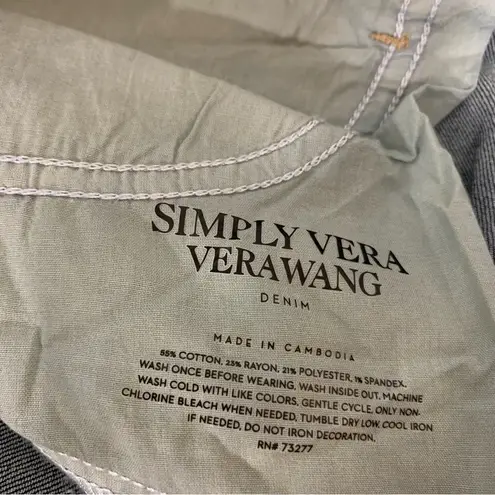 SIMPLY VERA
VERAWANG
DENIM
MADE IN CAMBODIA
55% COTTON, 23% RAYON, 21% POLYESTER, 1% SPANDEX.
WASH ONCE BEFORE WEARING. WASH INSIDE OUT. MACHINE
WASH COLD WITH LIKE COLORS, GENTLE CYCLE, ONLY NON-
CHLORINE BLEACH WHEN NEEDED, TUMBLE DRY LOW, COOL IRON
IF NEEDED, DO NOT IRON DECORATION.
RN# 73277